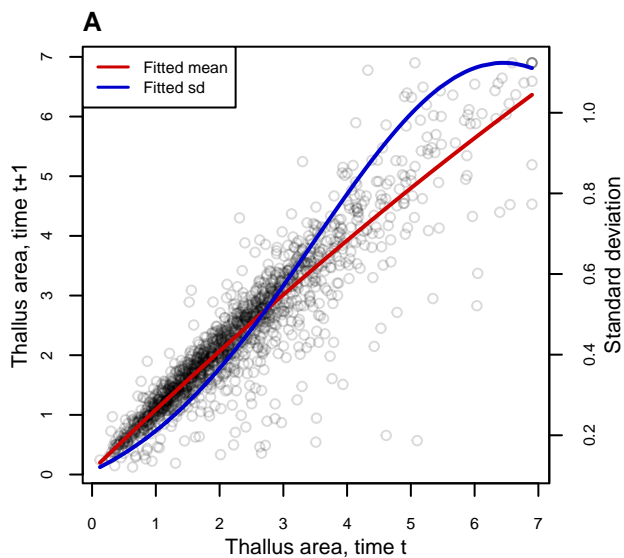 A
Fitted mean
Fitted sd
Thallus area, time t+1
0
1
2
3
4
5
6
7
Standard deviation
0.2
0.4
0.6
0.8
1.0
0 1 2 3 4 5 6 7
Thallus area, time t